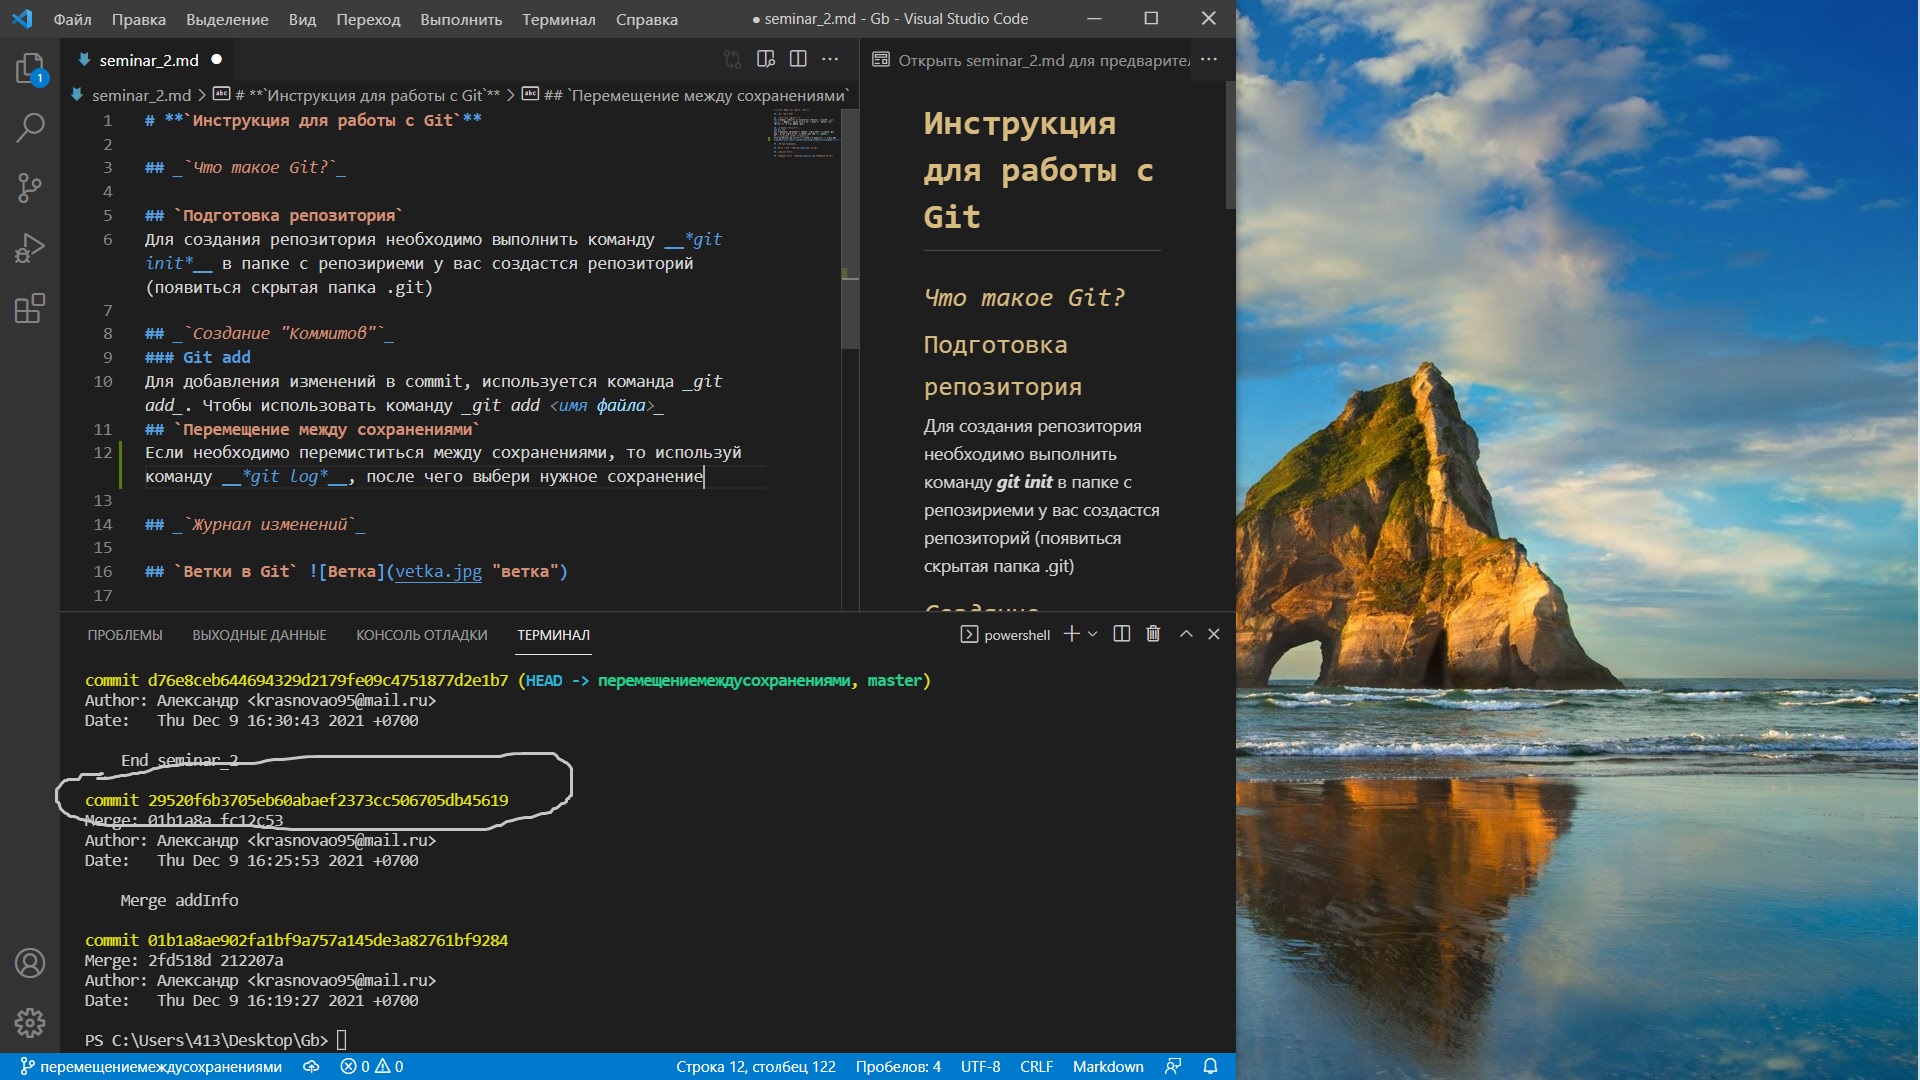 Файл Правка Выделение Вид Переход Выполнить Терминал Справка
● seminar_2.md - Gb - Visual Studio Code
seminar_2.md
Открыть seminar_2.md для предварител
1
seminar_2.md > # **`Инструкция для работы с Git`** > ## `Перемещение между сохранениями`
1 # **`Инструкция для работы с Git`**
2
3 ## _`Что такое Git?`_
4
5 ## `Подготовка репозитория`
6 Для создания репозитория необходимо выполнить команду __*git
init*__ в папке с репозириеми у вас создастся репозиторий
(появиться скрытая папка .git)
7
8 ## _`Создание "Коммитов"`_
9 ### Git add
10 Для добавления изменений в commit, используется команда _git
add_. Чтобы использовать команду _git add <имя файла>_
11 ## `Перемещение между сохранениями`
12 Если необходимо перемиститься между сохранениями, то используй
команду __*git log*__, после чего выбери нужное сохранение
13
14 ## _`Журнал изменений`_
15
16 ## `Ветки в Git` ![Ветка](vetka.jpg "ветка")
17
Инструкция
для работы с
Git
Что такое Git?
Подготовка
репозитория
Для создания репозитория
необходимо выполнить
команду git init в папке с
репозириеми у вас создастся
репозиторий (появиться
скрытая папка .git)
Создание
ПРОБЛЕМЫ ВЫХОДНЫЕ ДАННЫЕ КОНСОЛЬ ОТЛАДКИ ТЕРМИНАЛ
powershell
commit d76e8ceb644694329d2179fe09c4751877d2e1b7 (HEAD -> перемещениемеждусохранениями, master)
Author: Александр <krasnovao95@mail.ru>
Date: Thu Dec 9 16:30:43 2021 +0700
End seminar_2
commit 29520f6b3705eb60abaef2373cc506705db45619
Merge: 01b1a8a fc12c53
Author: Александр <krasnovao95@mail.ru>
Date: Thu Dec 9 16:25:53 2021 +0700
Merge addInfo
commit 01b1a8ae902fa1bf9a757a145de3a82761bf9284
Merge: 2fd518d 212207a
Author: Александр <krasnovao95@mail.ru>
Date: Thu Dec 9 16:19:27 2021 +0700
PS C:\Users\413\Desktop\Gb>
перемещениемеждусохранениями 0 0
Строка 12, столбец 122 Пробелов: 4 UTF-8 CRLF Markdown